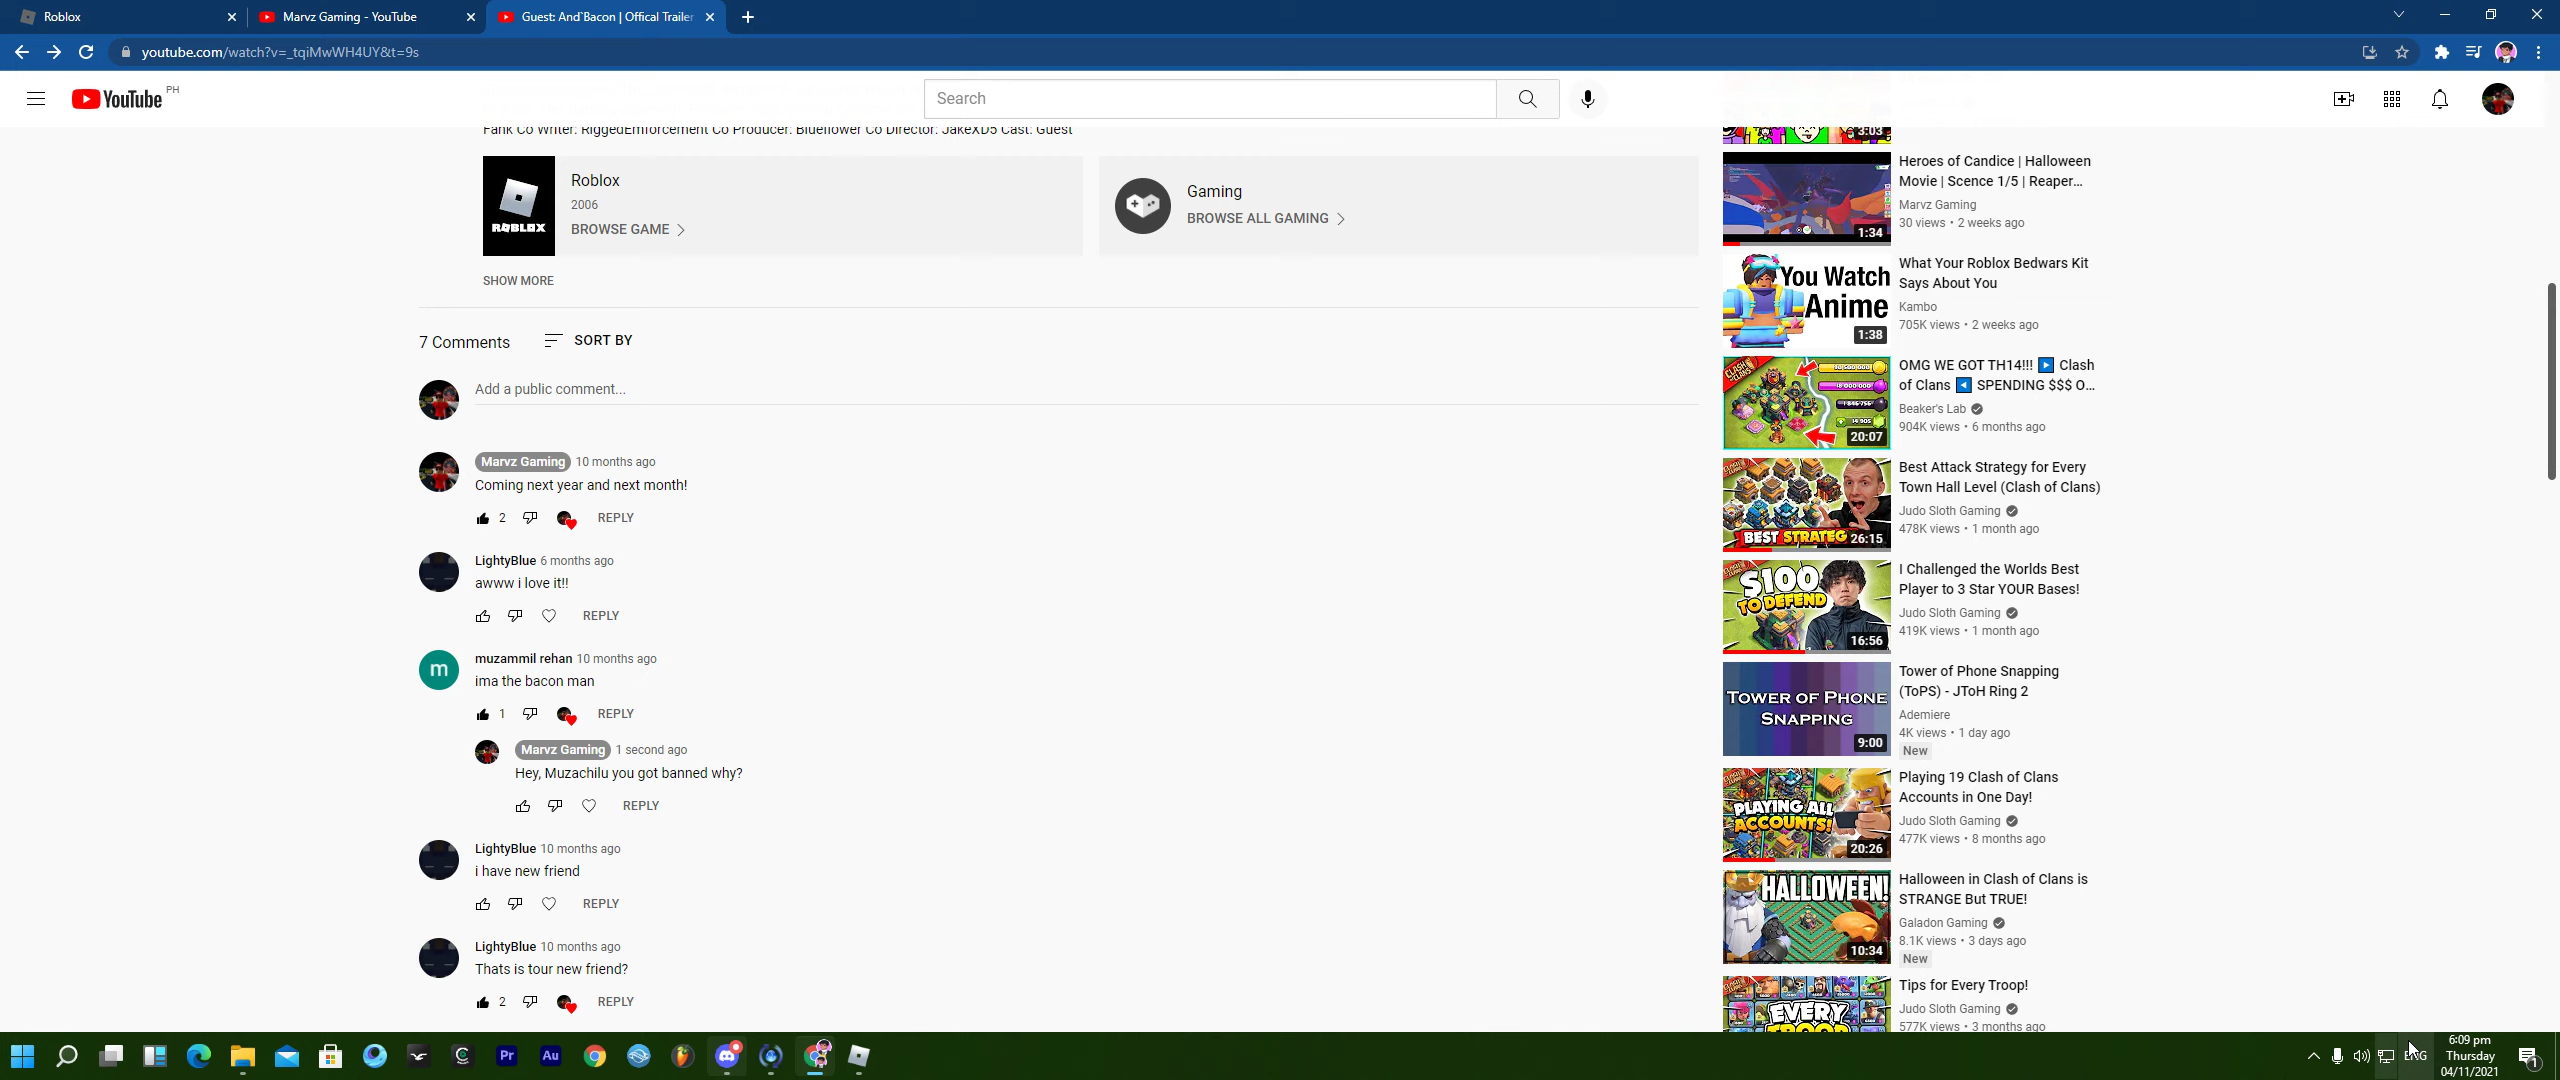 Roblox
Marvz Gaming - YouTube
Guest: And`Bacon | Offical Trailer
youtube.com/watch?v=_tqiMwWH4UY&t=9s
YouTube PH
Search
Fank Co Writer: RiggedEmforcement Co Producer: Blueflower Co Director: JakeXD5 Cast: Guest
ROBLOX
Roblox
2006
BROWSE GAME
Gaming
BROWSE ALL GAMING
SHOW MORE
7 Comments
SORT BY
Add a public comment...
Marvz Gaming 10 months ago
Coming next year and next month!
2 REPLY
LightyBlue 6 months ago
awww i love it!!
REPLY
m
muzammil rehan 10 months ago
ima the bacon man
1 REPLY
Marvz Gaming 1 second ago
Hey, Muzachilu you got banned why?
REPLY
LightyBlue 10 months ago
i have new friend
REPLY
LightyBlue 10 months ago
Thats is tour new friend?
2 REPLY
3:03
1:34
Heroes of Candice | Halloween
Movie | Scence 1/5 | Reaper...
Marvz Gaming
30 views • 2 weeks ago
You Watch
Anime
1:38
What Your Roblox Bedwars Kit
Says About You
Kambo
705K views • 2 weeks ago
CLASH OF CLANS
20:07
OMG WE GOT TH14!!! ▶ Clash
of Clans ◀ SPENDING $$$ O...
Beaker's Lab
904K views • 6 months ago
BEST STRATEG
26:15
Best Attack Strategy for Every
Town Hall Level (Clash of Clans)
Judo Sloth Gaming
478K views • 1 month ago
$100
TO DEFEND
16:56
I Challenged the Worlds Best
Player to 3 Star YOUR Bases!
Judo Sloth Gaming
419K views • 1 month ago
TOWER OF PHONE
SNAPPING
9:00
Tower of Phone Snapping
(ToPS) - JToH Ring 2
Ademiere
4K views • 1 day ago
New
PLAYING ALL
ACCOUNTS!
20:26
Playing 19 Clash of Clans
Accounts in One Day!
Judo Sloth Gaming
477K views • 8 months ago
HALLOWEEN!
10:34
Halloween in Clash of Clans is
STRANGE But TRUE!
Galadon Gaming
8.1K views • 3 days ago
New
EVERY
TROOP
Tips for Every Troop!
Judo Sloth Gaming
577K views • 3 months ago
Pr
Au
ENG
6:09 pm
Thursday
04/11/2021
1